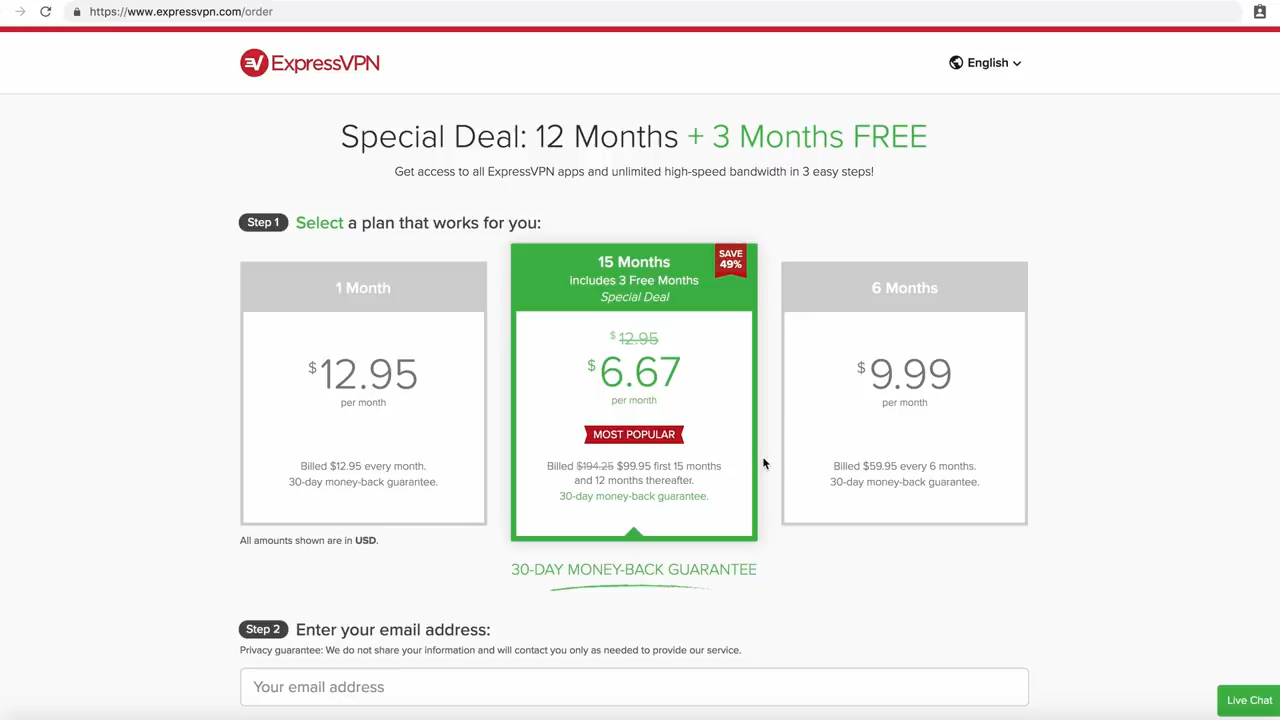 https://www.expressvpn.com/order
ExpressVPN
English
Special Deal: 12 Months + 3 Months FREE
Get access to all ExpressVPN apps and unlimited high-speed bandwidth in 3 easy steps!
Step 1 Select a plan that works for you:
1 Month
$12.95
per month
Billed $12.95 every month.
30-day money-back guarantee.
SAVE
49%
15 Months
includes 3 Free Months
Special Deal
$12.95
$6.67
per month
MOST POPULAR
Billed $194.25 $99.95 first 15 months
and 12 months thereafter.
30-day money-back guarantee.
6 Months
$9.99
per month
Billed $59.95 every 6 months.
30-day money-back guarantee.
All amounts shown are in USD.
30-DAY MONEY-BACK GUARANTEE
Step 2 Enter your email address:
Privacy guarantee: We do not share your information and will contact you only as needed to provide our service.
Your email address
Live Chat